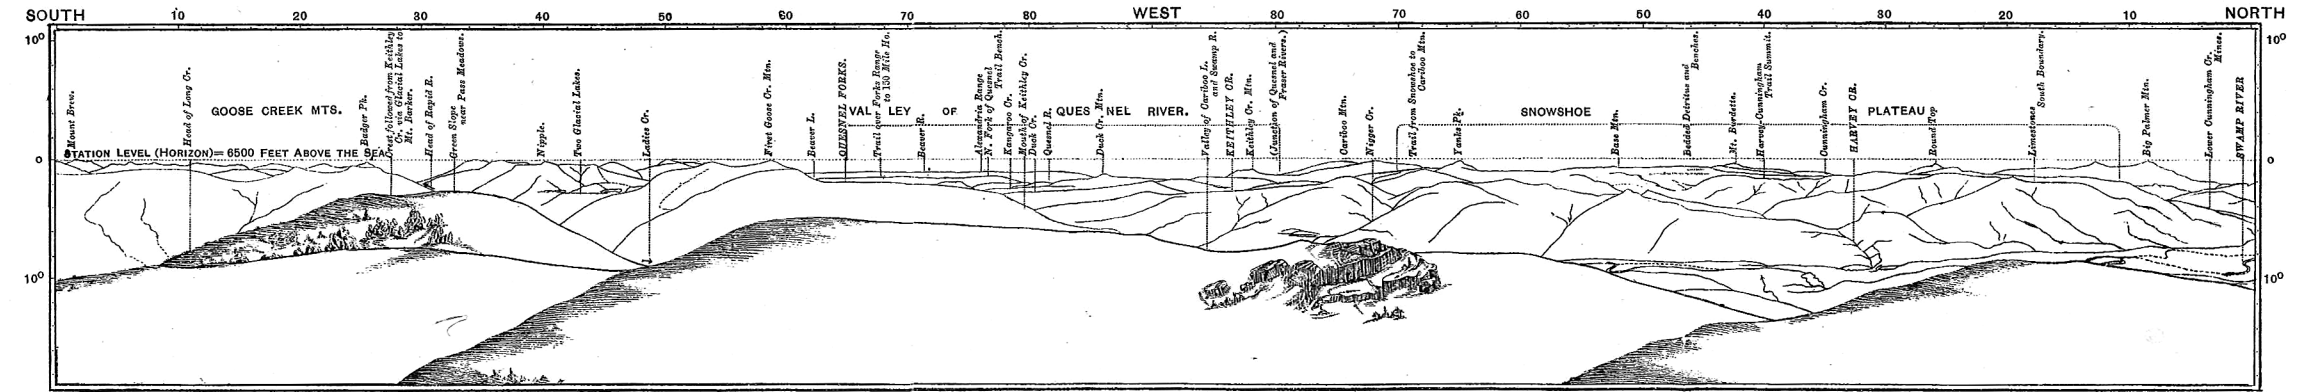 SOUTH 10 20 30 40 50 60 70 80 WEST 80 70 60 50 40 30 20 10 NORTH
10° 10°
Mount Brew.
Head of Long Cr.
GOOSE CREEK MTS.
Badger Pk.
Crest followed from Keithley
Cr. via Glacial Lakes to
Mt. Barker.
Head of Rapid R.
Green Slope
near Pass Meadows.
Nipple.
Two Glacial Lakes.
Ladies Cr.
West Goose Cr. Mtn.
Beaver L.
QUESNEL FORKS.
VALLEY OF QUESNEL RIVER.
Trail over Forks Range
to 150 Mile Ho.
Beaver R.
Alexandria Range
N. Fork of Quesnel
Trail Bench.
Kangaroo Cr.
Mouth of Keithley Cr.
Duck Cr.
Quesnel R.
Duck Cr. Mtn.
Valley of Cariboo L.
and Swamp R.
KEITHLEY CR.
Keithley Cr. Mtn.
(Junction of Quesnel and
Fraser Rivers.)
Cariboo Mtn.
Nigger Cr.
Trail from Snowshoe to
Cariboo Mtn.
Yanks Pk.
SNOWSHOE PLATEAU
Base Mtn.
Bedded Detritus and
Benches.
Mt. Burdette.
Harvey-Cunningham
Trail Summit.
Cunningham Cr.
HARVEY CR.
Round Top
Limestones
South Boundary.
Big Palmer Mtn.
Lower Cunningham Cr.
Mines.
SWAMP RIVER
STATION LEVEL (HORIZON)= 6500 FEET ABOVE THE SEA
0 0
10° 10°